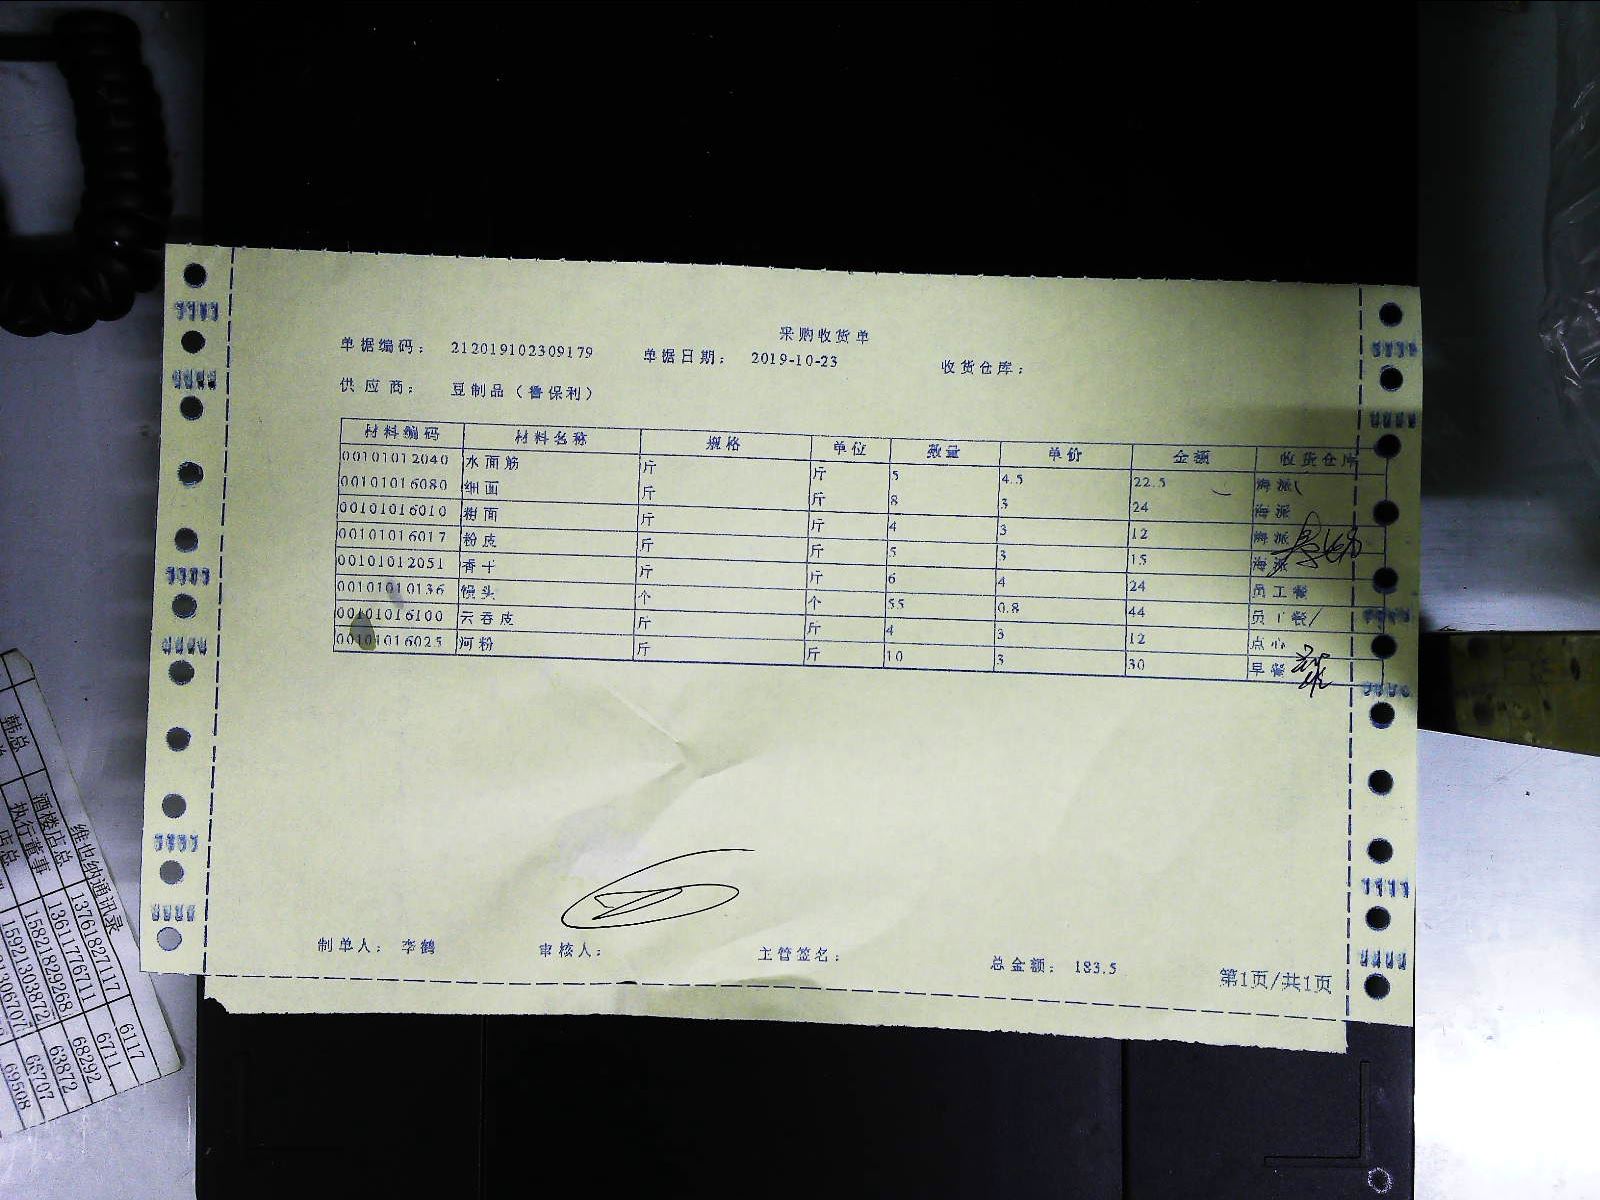 采购收货单
单据编码： 212019102309179 单据日期： 2019-10-23 收货仓库：
供 应 商： 豆制品（鲁保利）
材料编码 材料名称 规格 单位 数量 单价 金额 收货仓库
00101012040 水面筋 斤 斤 5 4.5 22.5 海派
00101016080 细面 斤 斤 8 3 24 海派
00101016010 粗面 斤 斤 4 3 12 海派
00101016017 粉皮 斤 斤 5 3 15 海派
00101012051 香干 斤 斤 6 4 24 员工餐
00101010136 馒头 个 个 55 0.8 44 员工餐
00101016100 云吞皮 斤 斤 4 3 12 点心
00101016025 河粉 斤 斤 10 3 30 早餐
制单人： 李鹤 审核人： 主管签名： 总金额： 183.5
第1页/共1页
维也纳通讯录
韩总 酒楼店总 执行董事
13761827117 6117
13611776711 6711
15821829268 68292
15921303872 63872
66707
69508